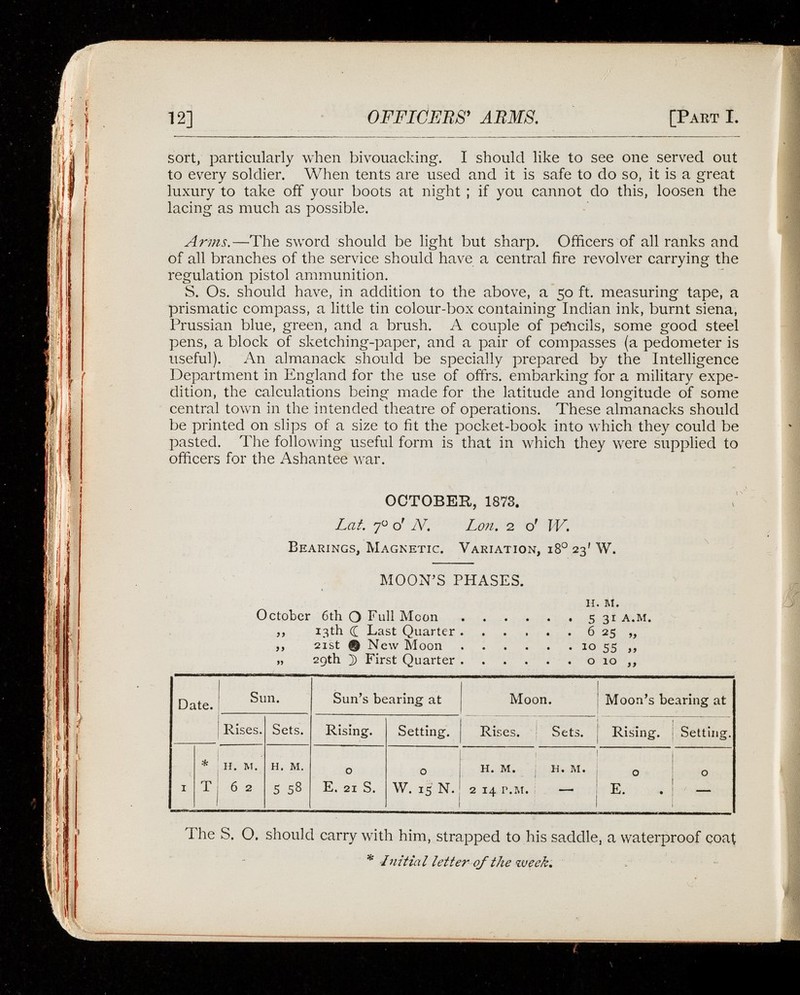 12] OFFICERS' ARMS. [PART I.
sort, particularly when bivouacking. I should like to see one served out
to every soldier. When tents are used and it is safe to do so, it is a great
luxury to take off your boots at night ; if you cannot do this, loosen the
lacing as much as possible.
Arms.—The sword should be light but sharp. Officers of all ranks and
of all branches of the service should have a central fire revolver carrying the
regulation pistol ammunition.
S. Os. should have, in addition to the above, a 50 ft. measuring tape, a
prismatic compass, a little tin colour-box containing Indian ink, burnt siena,
Prussian blue, green, and a brush. A couple of pencils, some good steel
pens, a block of sketching-paper, and a pair of compasses (a pedometer is
useful). An almanack should be specially prepared by the Intelligence
Department in England for the use of offrs. embarking for a military expe-
dition, the calculations being made for the latitude and longitude of some
central town in the intended theatre of operations. These almanacks should
be printed on slips of a size to fit the pocket-book into which they could be
pasted. The following useful form is that in which they were supplied to
officers for the Ashantee war.
OCTOBER, 1873.
Lat. 7° 0' N. Lon. 2 0' W.
BEARINGS, MAGNETIC. VARIATION, 18° 23' W.
MOON'S PHASES.
H. M.
October 6th ○ Full Moon . . . . . . 5 31 A.M.
,, 13th ☾ Last Quarter . . . . . . 6 25 ,,
,, 21st ● New Moon . . . . . . 10 55 ,,
,, 29th ☽ First Quarter . . . . . . 0 10 ,,
Date. Sun. Sun's bearing at Moon. Moon's bearing at
Rises. Sets. Rising. Setting. Rises. Sets. Rising. Setting.
* H. M. H. M. o o H. M. H. M. o o
1 T 6 2 5 58 E. 21 S. W. 15 N. 2 14 P.M. — E. . —
The S. O. should carry with him, strapped to his saddle, a waterproof coat
* Initial letter of the week.